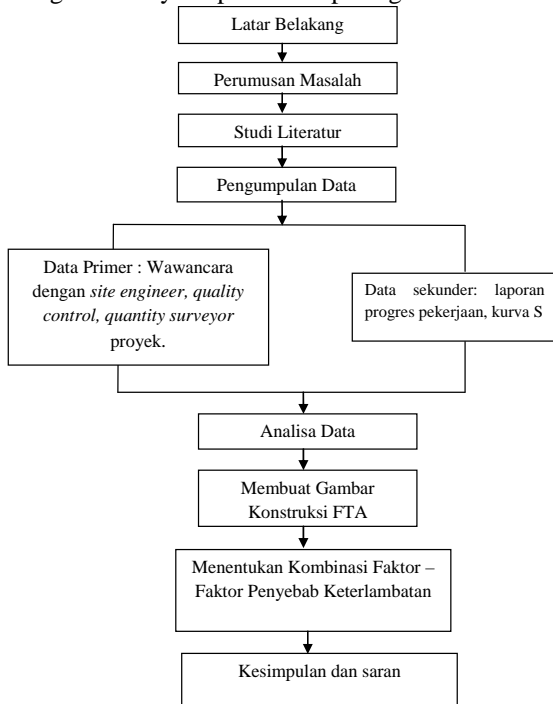 Latar Belakang
Perumusan Masalah
Studi Literatur
Pengumpulan Data
Data Primer : Wawancara
dengan site engineer, quality
control, quantity surveyor
proyek.
Data sekunder: laporan
progres pekerjaan, kurva S
Analisa Data
Membuat Gambar
Konstruksi FTA
Menentukan Kombinasi Faktor –
Faktor Penyebab Keterlambatan
Kesimpulan dan saran